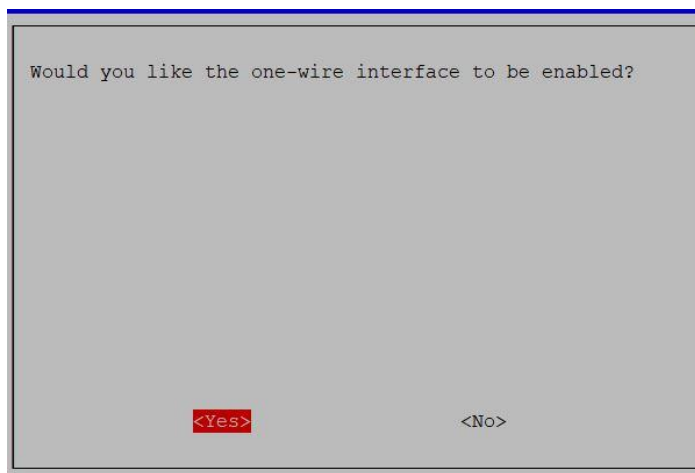 Would you like the one-wire interface to be enabled?
<Yes> <No>